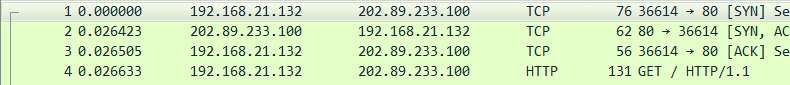 1 0.000000 192.168.21.132 202.89.233.100 TCP 76 36614 → 80 [SYN] Se
2 0.026423 202.89.233.100 192.168.21.132 TCP 62 80 → 36614 [SYN, AC
3 0.026505 192.168.21.132 202.89.233.100 TCP 56 36614 → 80 [ACK] Se
4 0.026633 192.168.21.132 202.89.233.100 HTTP 131 GET / HTTP/1.1